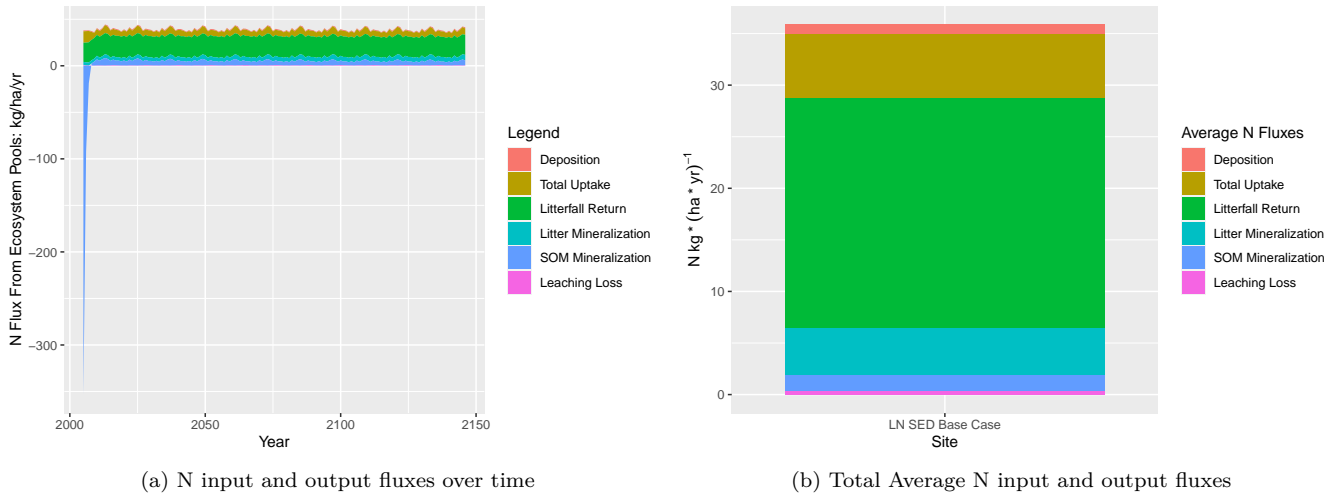 N Flux From Ecosystem Pools: kg/ha/yr
0
−100
−200
−300
2000
2050
2100
2150
Year
Legend
Deposition
Total Uptake
Litterfall Return
Litter Mineralization
SOM Mineralization
Leaching Loss
(a) N input and output fluxes over time
N kg * (ha * yr)⁻¹
30
20
10
0
LN SED Base Case
Site
Average N Fluxes
Deposition
Total Uptake
Litterfall Return
Litter Mineralization
SOM Mineralization
Leaching Loss
(b) Total Average N input and output fluxes